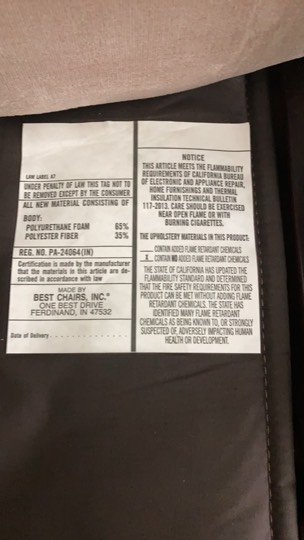 LAW LABEL AT
UNDER PENALTY OF LAW THIS TAG NOT TO
BE REMOVED EXCEPT BY THE CONSUMER
ALL NEW MATERIAL CONSISTING OF
BODY:
POLYURETHANE FOAM 65%
POLYESTER FIBER 35%
REG. NO. PA-24064(IN)
Certification is made by the manufacturer
that the materials in this article are de-
scribed in accordance with law
MADE BY
BEST CHAIRS, INC.®
ONE BEST DRIVE
FERDINAND, IN 47532
Date of Delivery
NOTICE
THIS ARTICLE MEETS THE FLAMMABILITY
REQUIREMENTS OF CALIFORNIA BUREAU
OF ELECTRONIC AND APPLIANCE REPAIR,
HOME FURNISHINGS AND THERMAL
INSULATION TECHNICAL BULLETIN
117-2013. CARE SHOULD BE EXERCISED
NEAR OPEN FLAME OR WITH
BURNING CIGARETTES.
THE UPHOLSTERY MATERIALS IN THIS PRODUCT:
CONTAIN ADDED FLAME RETARDANT CHEMICALS
X CONTAIN NO ADDED FLAME RETARDANT CHEMICALS
THE STATE OF CALIFORNIA HAS UPDATED THE
FLAMMABILITY STANDARD AND DETERMINED
THAT THE FIRE SAFETY REQUIREMENTS FOR THIS
PRODUCT CAN BE MET WITHOUT ADDING FLAME
RETARDANT CHEMICALS. THE STATE HAS
IDENTIFIED MANY FLAME RETARDANT
CHEMICALS AS BEING KNOWN TO, OR STRONGLY
SUSPECTED OF, ADVERSELY IMPACTING HUMAN
HEALTH OR DEVELOPMENT.